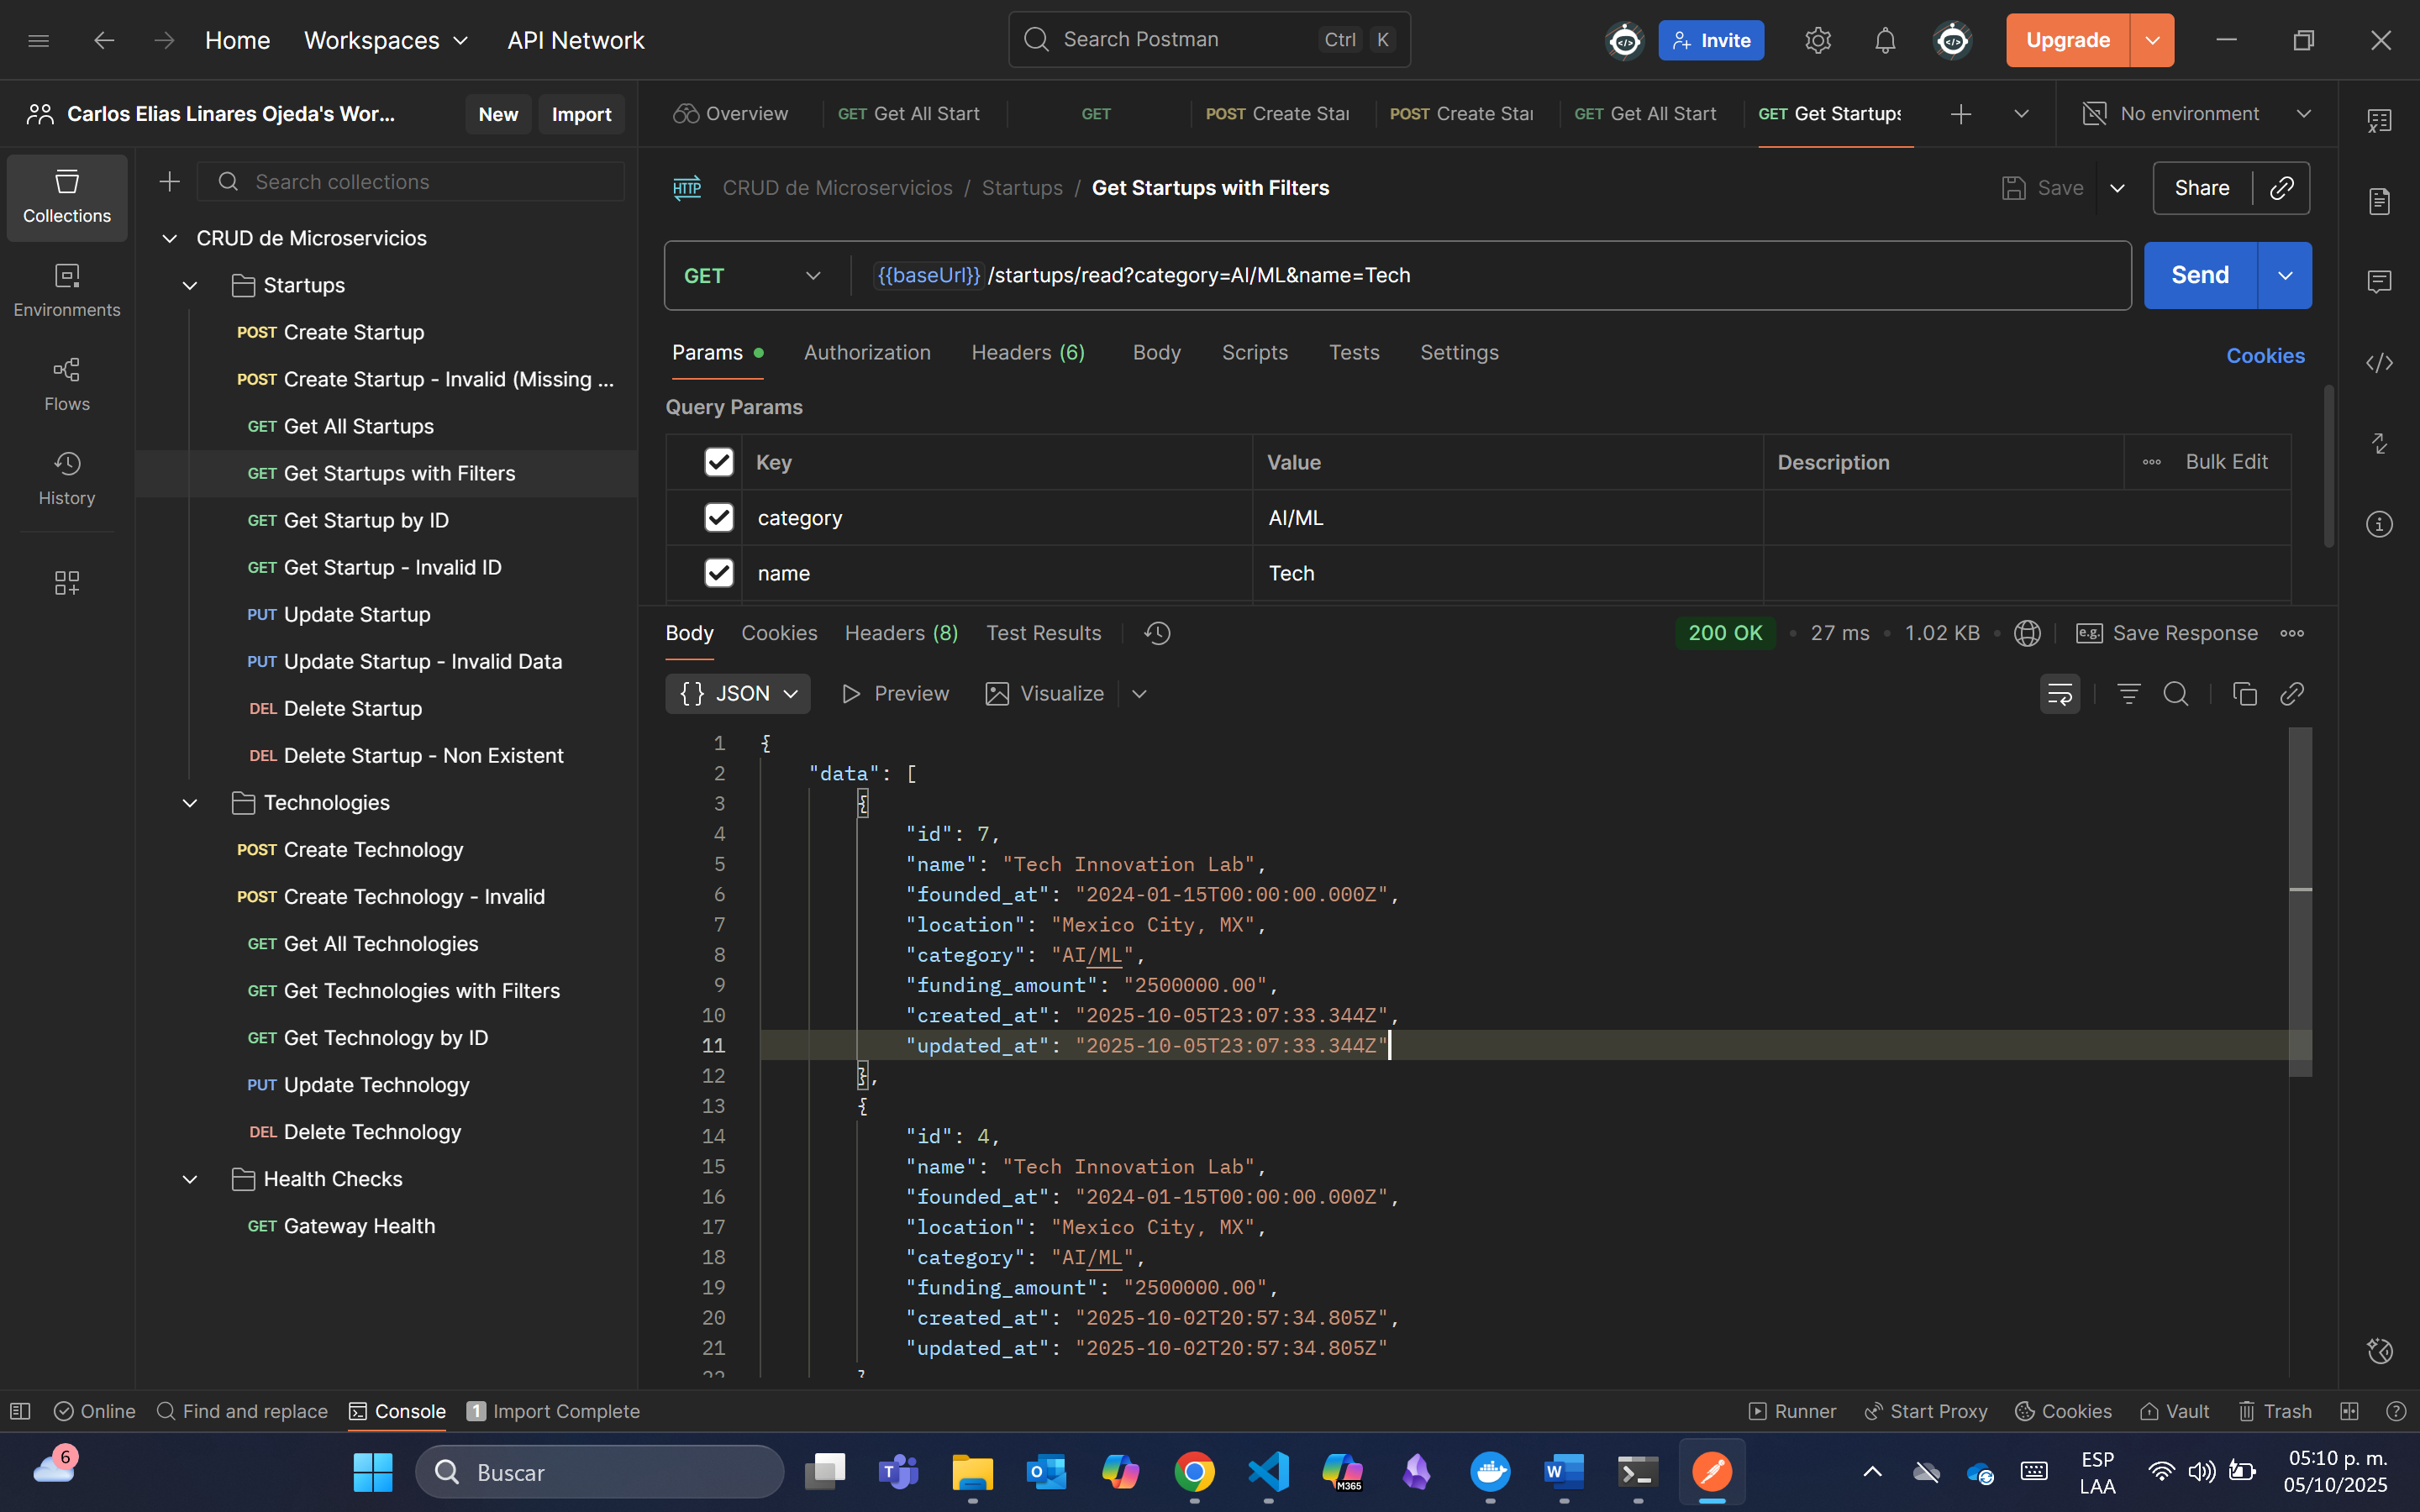 Home
Workspaces
API Network
Search Postman
Ctrl K
Invite
Upgrade
Carlos Elias Linares Ojeda's Wor...
New
Import
Overview
GET Get All Start
GET
POST Create Star
POST Create Star
GET Get All Start
GET Get Startups
No environment
Collections
Environments
Flows
History
Search collections
CRUD de Microservicios
Startups
POST Create Startup
POST Create Startup - Invalid (Missing ...
GET Get All Startups
GET Get Startups with Filters
GET Get Startup by ID
GET Get Startup - Invalid ID
PUT Update Startup
PUT Update Startup - Invalid Data
DEL Delete Startup
DEL Delete Startup - Non Existent
Technologies
POST Create Technology
POST Create Technology - Invalid
GET Get All Technologies
GET Get Technologies with Filters
GET Get Technology by ID
PUT Update Technology
DEL Delete Technology
Health Checks
GET Gateway Health
HTTP CRUD de Microservicios / Startups / Get Startups with Filters
Save
Share
GET {{baseUrl}} /startups/read?category=AI/ML&name=Tech
Send
Params Authorization Headers (6) Body Scripts Tests Settings
Cookies
Query Params
Key Value Description Bulk Edit
category AI/ML
name Tech
Body Cookies Headers (8) Test Results
200 OK 27 ms 1.02 KB e.g. Save Response
{} JSON Preview Visualize
1 {
2 "data": [
3 {
4 "id": 7,
5 "name": "Tech Innovation Lab",
6 "founded_at": "2024-01-15T00:00:00.000Z",
7 "location": "Mexico City, MX",
8 "category": "AI/ML",
9 "funding_amount": "2500000.00",
10 "created_at": "2025-10-05T23:07:33.344Z",
11 "updated_at": "2025-10-05T23:07:33.344Z"
12 },
13 {
14 "id": 4,
15 "name": "Tech Innovation Lab",
16 "founded_at": "2024-01-15T00:00:00.000Z",
17 "location": "Mexico City, MX",
18 "category": "AI/ML",
19 "funding_amount": "2500000.00",
20 "created_at": "2025-10-02T20:57:34.805Z",
21 "updated_at": "2025-10-02T20:57:34.805Z"
22 }
Online
Find and replace
Console
1 Import Complete
Runner
Start Proxy
Cookies
Vault
Trash
6
Buscar
M365
ESP
LAA
05:10 p. m.
05/10/2025